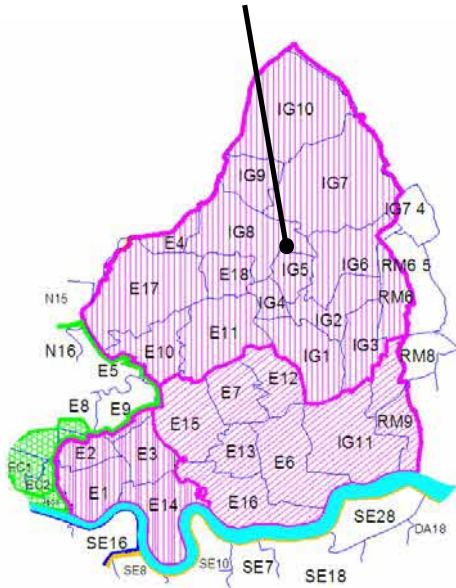 IG10
IG9
IG7
IG7 4
E4
IG8
IG5
IG6
RM6 5
E18
N15
E17
IG4
RM6
E11
IG2
N16
E10
IG1
IG3
RM8
E5
E12
E7
E8
E9
E15
RM9
IG11
E2
E3
E13
E6
EC1
EC2
E1
E14
E16
SE28
DA18
SE16
SE8
SE10
SE7
SE18